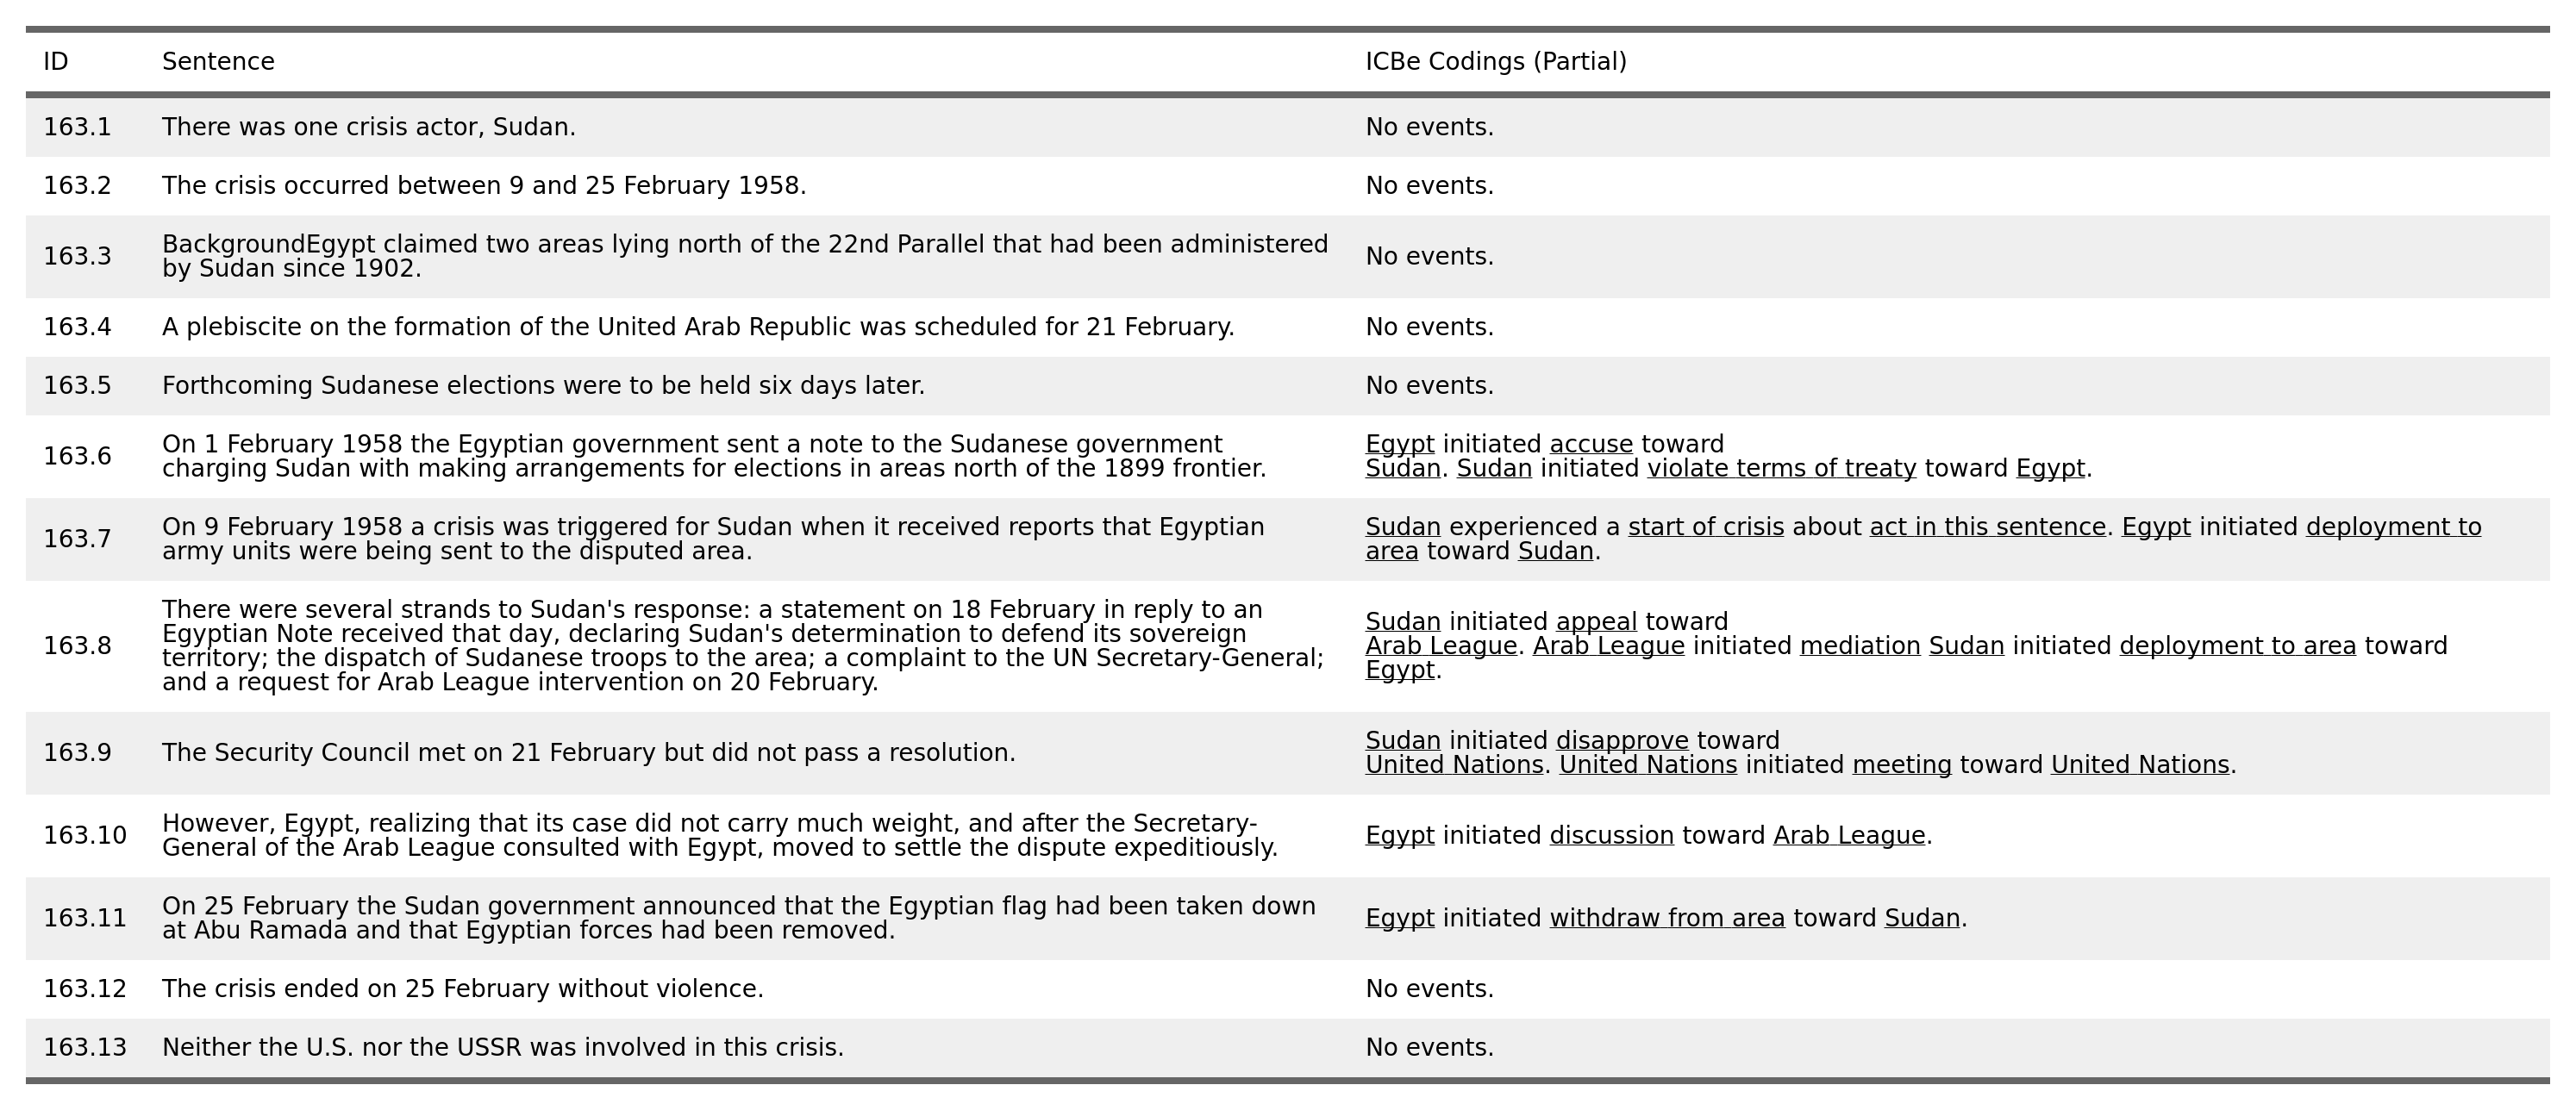 ID Sentence ICBe Codings (Partial)
163.1 There was one crisis actor, Sudan. No events.
163.2 The crisis occurred between 9 and 25 February 1958. No events.
163.3 BackgroundEgypt claimed two areas lying north of the 22nd Parallel that had been administered
by Sudan since 1902. No events.
163.4 A plebiscite on the formation of the United Arab Republic was scheduled for 21 February. No events.
163.5 Forthcoming Sudanese elections were to be held six days later. No events.
163.6 On 1 February 1958 the Egyptian government sent a note to the Sudanese government
charging Sudan with making arrangements for elections in areas north of the 1899 frontier.
Egypt initiated accuse toward
Sudan. Sudan initiated violate terms of treaty toward Egypt.
163.7 On 9 February 1958 a crisis was triggered for Sudan when it received reports that Egyptian
army units were being sent to the disputed area.
Sudan experienced a start of crisis about act in this sentence. Egypt initiated deployment to
area toward Sudan.
163.8 There were several strands to Sudan's response: a statement on 18 February in reply to an
Egyptian Note received that day, declaring Sudan's determination to defend its sovereign
territory; the dispatch of Sudanese troops to the area; a complaint to the UN Secretary-General;
and a request for Arab League intervention on 20 February.
Sudan initiated appeal toward
Arab League. Arab League initiated mediation Sudan initiated deployment to area toward
Egypt.
163.9 The Security Council met on 21 February but did not pass a resolution.
Sudan initiated disapprove toward
United Nations. United Nations initiated meeting toward United Nations.
163.10 However, Egypt, realizing that its case did not carry much weight, and after the Secretary-
General of the Arab League consulted with Egypt, moved to settle the dispute expeditiously.
Egypt initiated discussion toward Arab League.
163.11 On 25 February the Sudan government announced that the Egyptian flag had been taken down
at Abu Ramada and that Egyptian forces had been removed.
Egypt initiated withdraw from area toward Sudan.
163.12 The crisis ended on 25 February without violence. No events.
163.13 Neither the U.S. nor the USSR was involved in this crisis. No events.